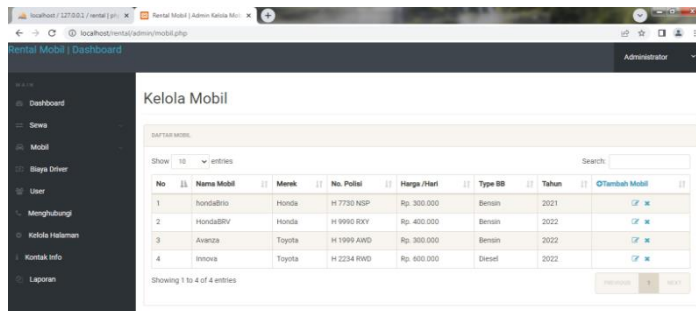 localhost / 127.0.0.1 / rental | ph
Rental Mobil | Admin Kelola Mo
localhost/rental/admin/mobil.php
Rental Mobil | Dashboard
Administrator
MAIN
Dashboard
Sewa
Mobil
Biaya Driver
User
Menghubungi
Kelola Halaman
Kontak Info
Laporan
Kelola Mobil
DAFTAR MOBIL
Show 10 entries
Search:
No Nama Mobil Merek No. Polisi Harga /Hari Type BB Tahun Tambah Mobil
1 hondaBrio Honda H 7730 NSP Rp. 300.000 Bensin 2021
2 HondaBRV Honda H 9990 RXY Rp. 400.000 Bensin 2022
3 Avanza Toyota H 1999 AWD Rp. 300.000 Bensin 2022
4 Innova Toyota H 2234 RWD Rp. 600.000 Diesel 2022
Showing 1 to 4 of 4 entries
PREVIOUS 1 NEXT